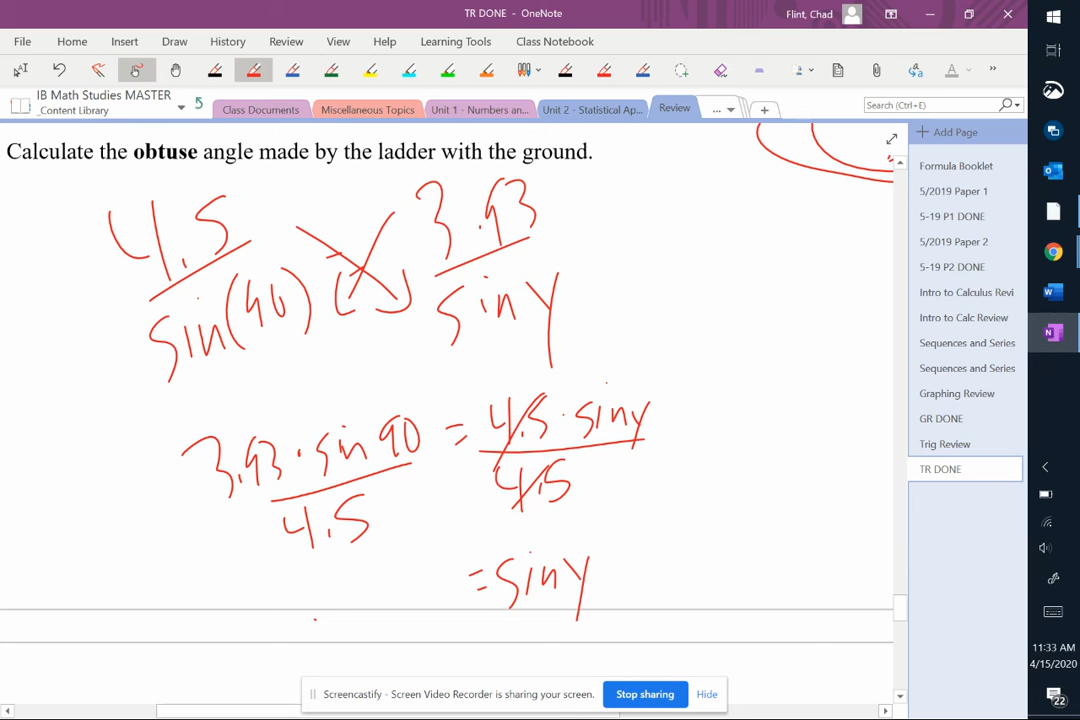 TR DONE - OneNote
Flint, Chad
File Home Insert Draw History Review View Help Learning Tools Class Notebook
IB Math Studies MASTER
_Content Library
Class Documents Miscellaneous Topics Unit 1 - Numbers an... Unit 2 - Statistical Ap... Review ... Search (Ctrl+E)
Add Page
Calculate the obtuse angle made by the ladder with the ground.
4.5 / sin(90) 3.93 / sin y
3.93 · sin 90 / 4.5 = 4.5 · sin y / 4.5
= sin y
Feformula Booklet
5/2019 Paper 1
5-19 P1 DONE
5/2019 Paper 2
5-19 P2 DONE
Intro to Calculus Revi
Intro to Calc Review
Sequences and Series
Sequences and Series
Graphing Review
GR DONE
Trig Review
TR DONE
Screencastify - Screen Video Recorder is sharing your screen. Stop sharing Hide
11:33 AM
4/15/2020
22